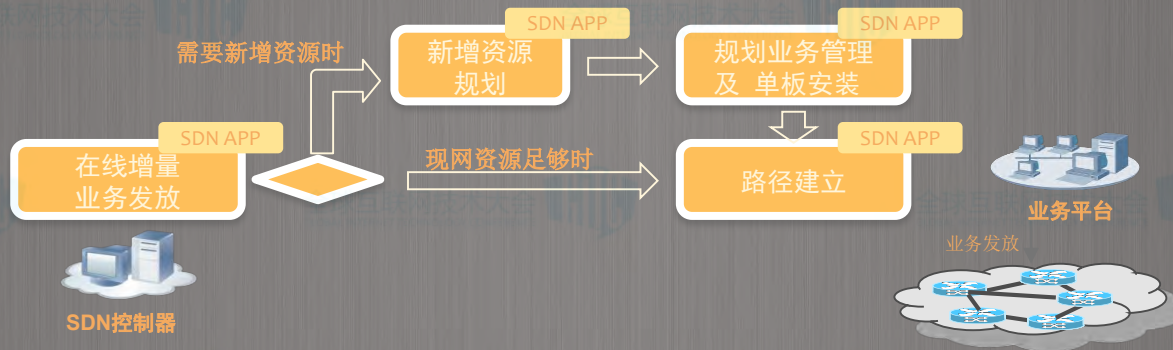 SDN APP
SDN APP
需要新增资源时
新增资源
规划
规划业务管理
及 单板安装
SDN APP
SDN APP
在线增量
业务发放
现网资源足够时
路径建立
业务平台
业务发放
SDN控制器